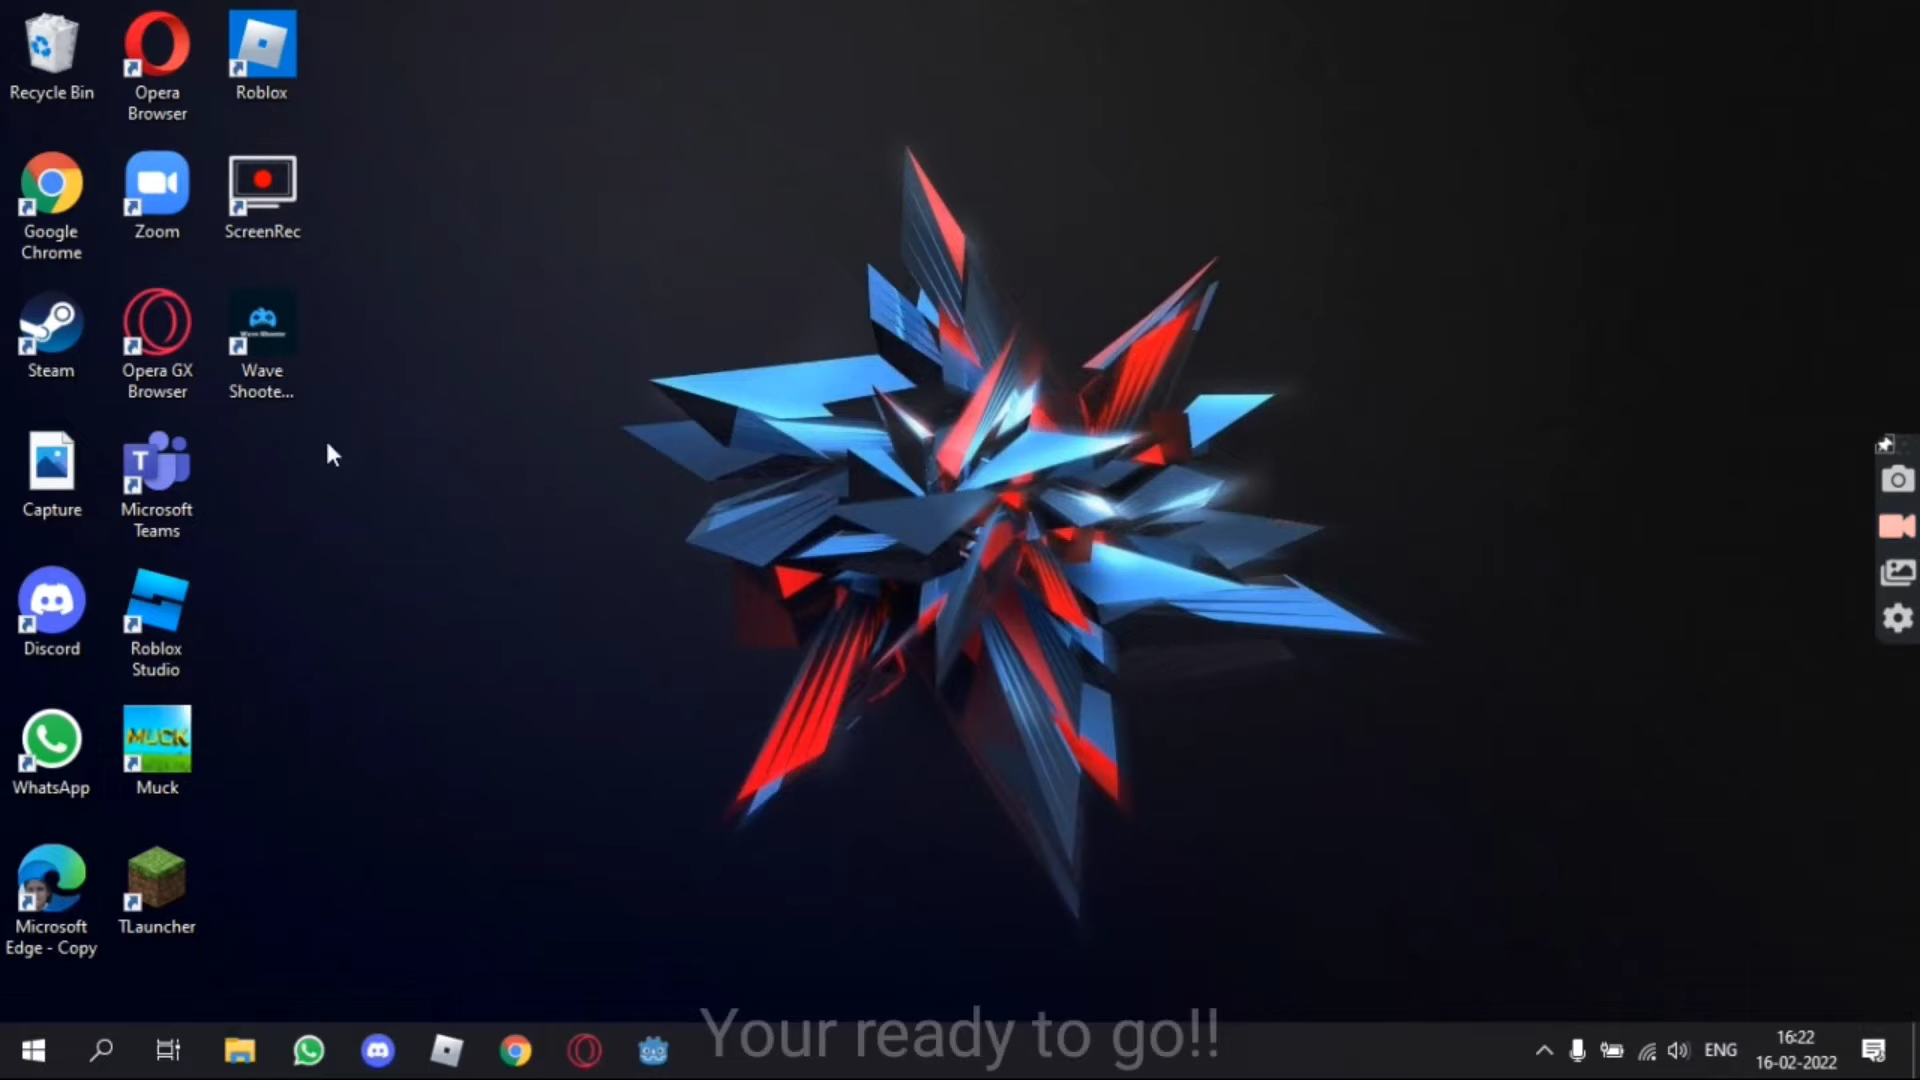 Recycle Bin
Opera
Browser
Roblox
Google
Chrome
Zoom
ScreenRec
Steam
Opera GX
Browser
Wave Shooter
Wave
Shoote...
Capture
T
Microsoft
Teams
Discord
Roblox
Studio
WhatsApp
MUCK
Muck
Microsoft
Edge - Copy
TLauncher
Your ready to go!!
ENG
16:22
16-02-2022